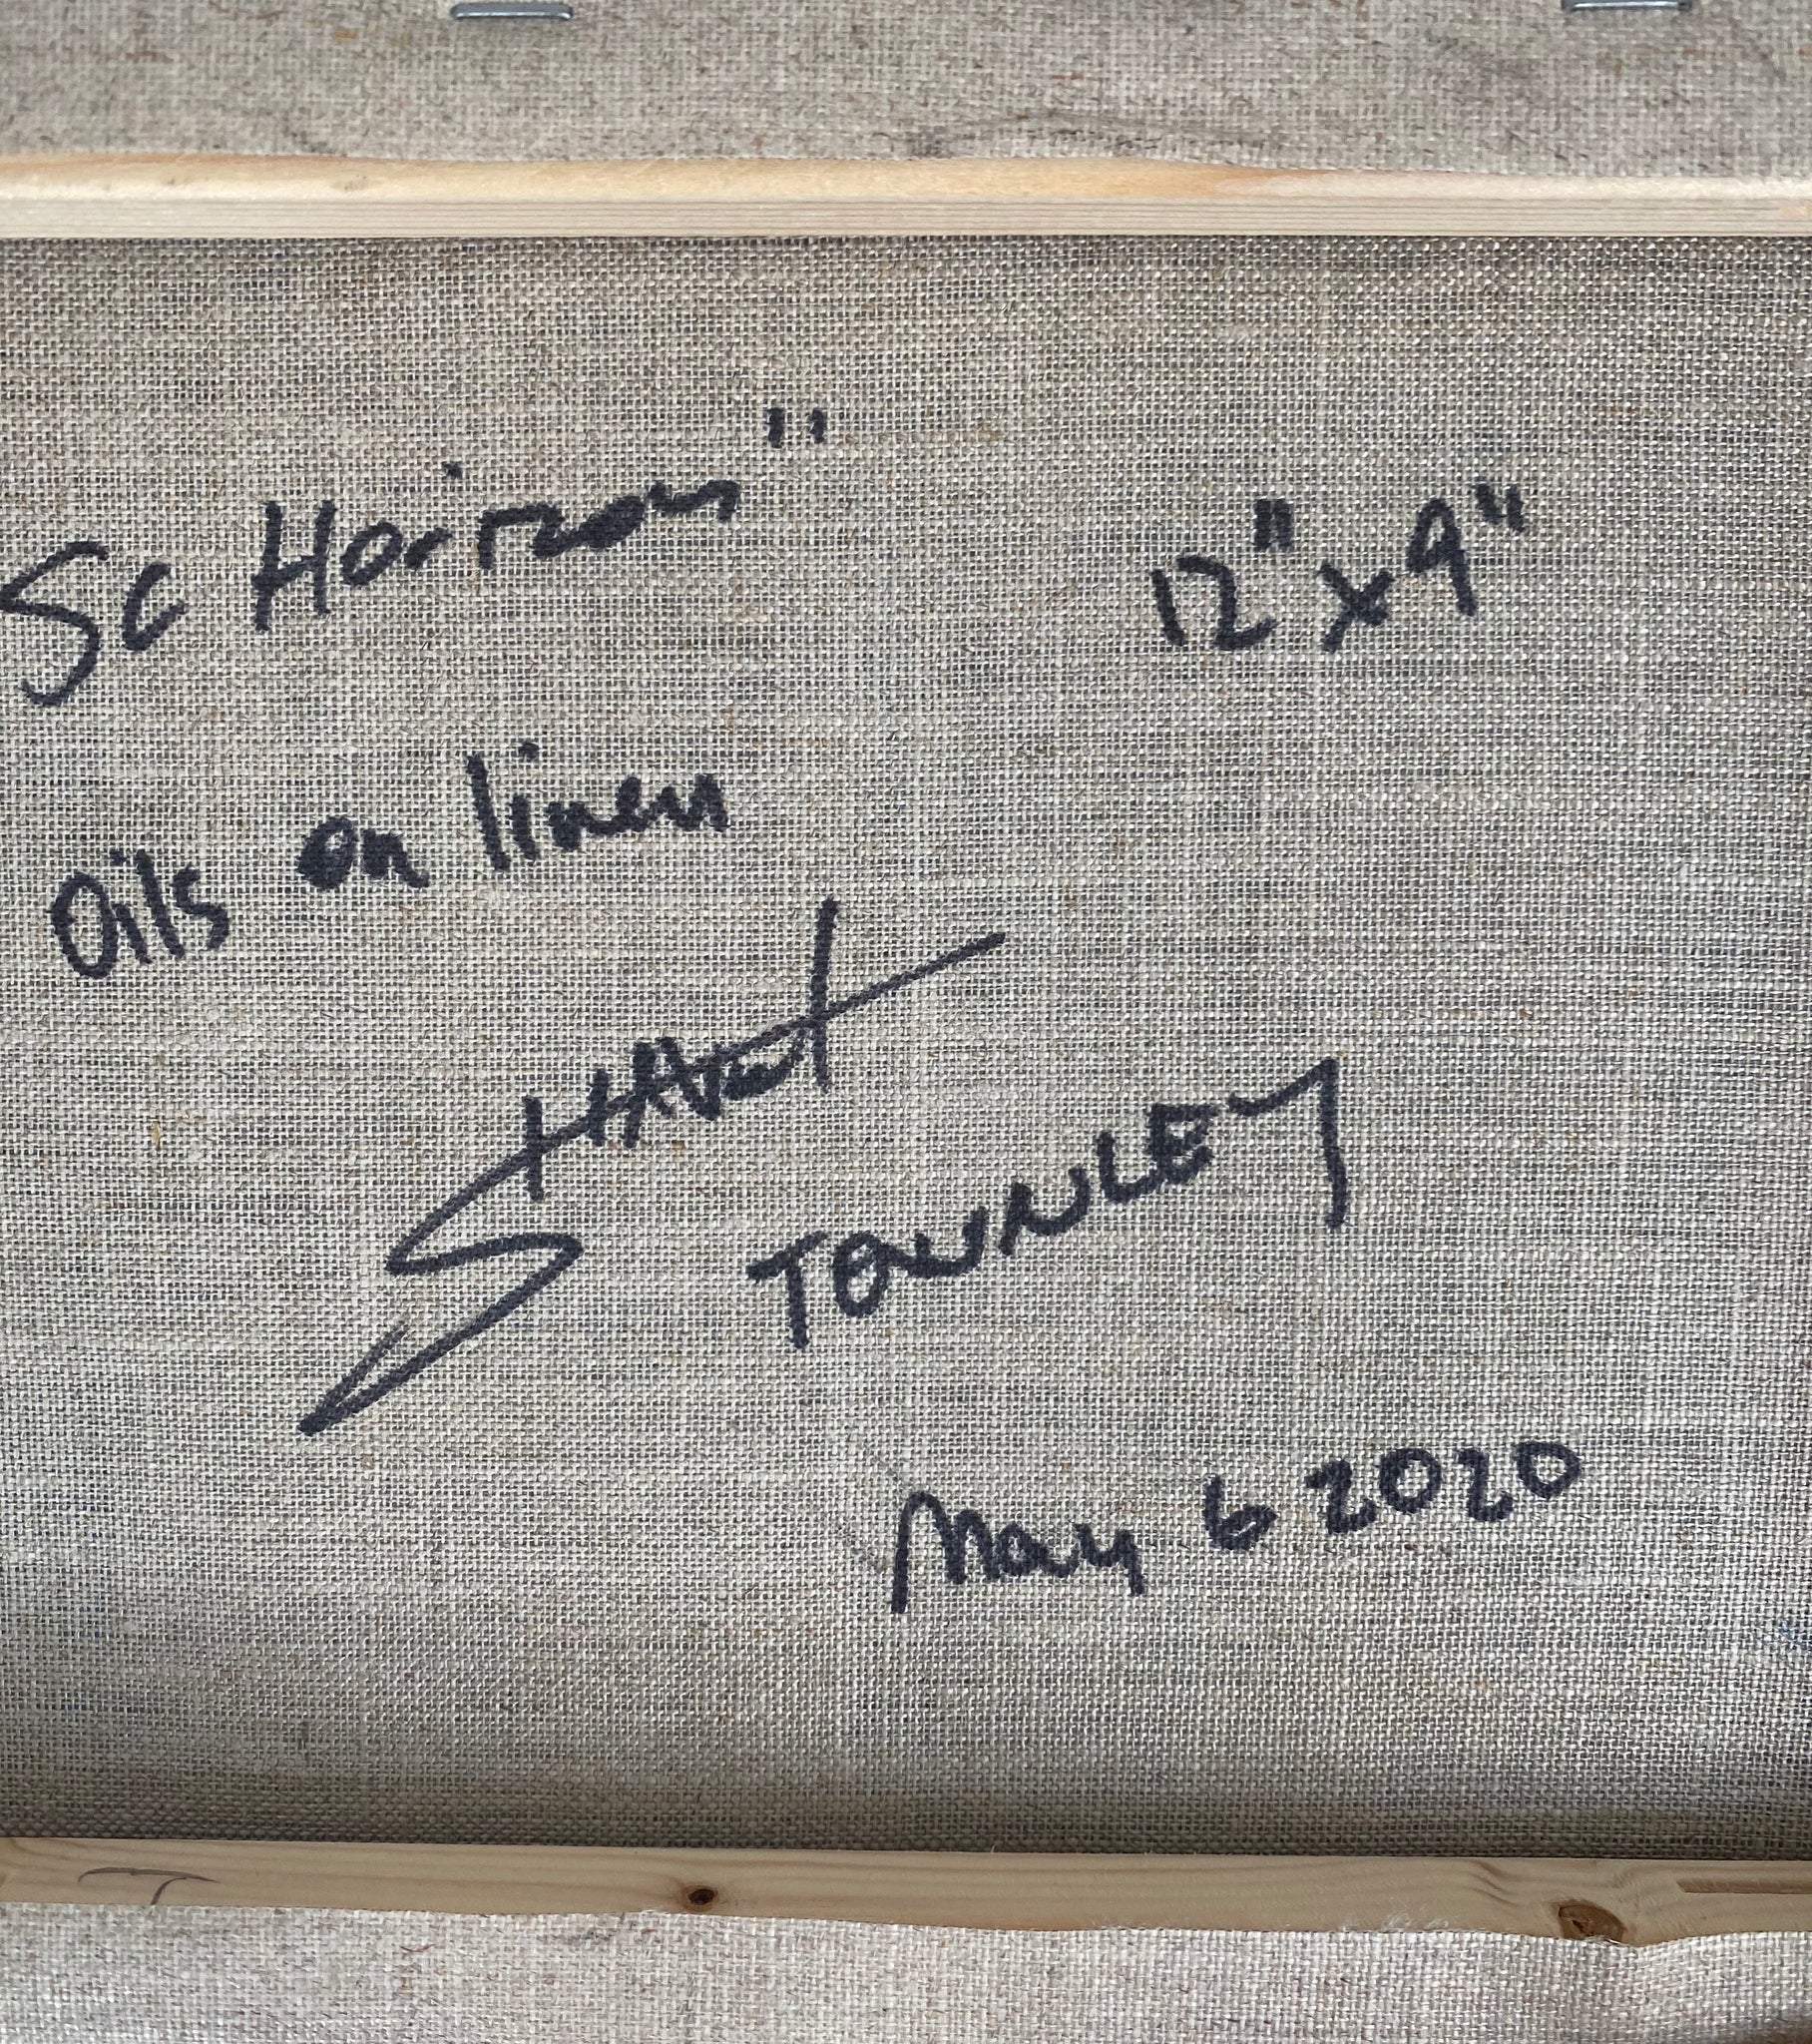 Sc Horizon"
12" x 9"
Oils on linen
TOWNLEY
May 6 2020